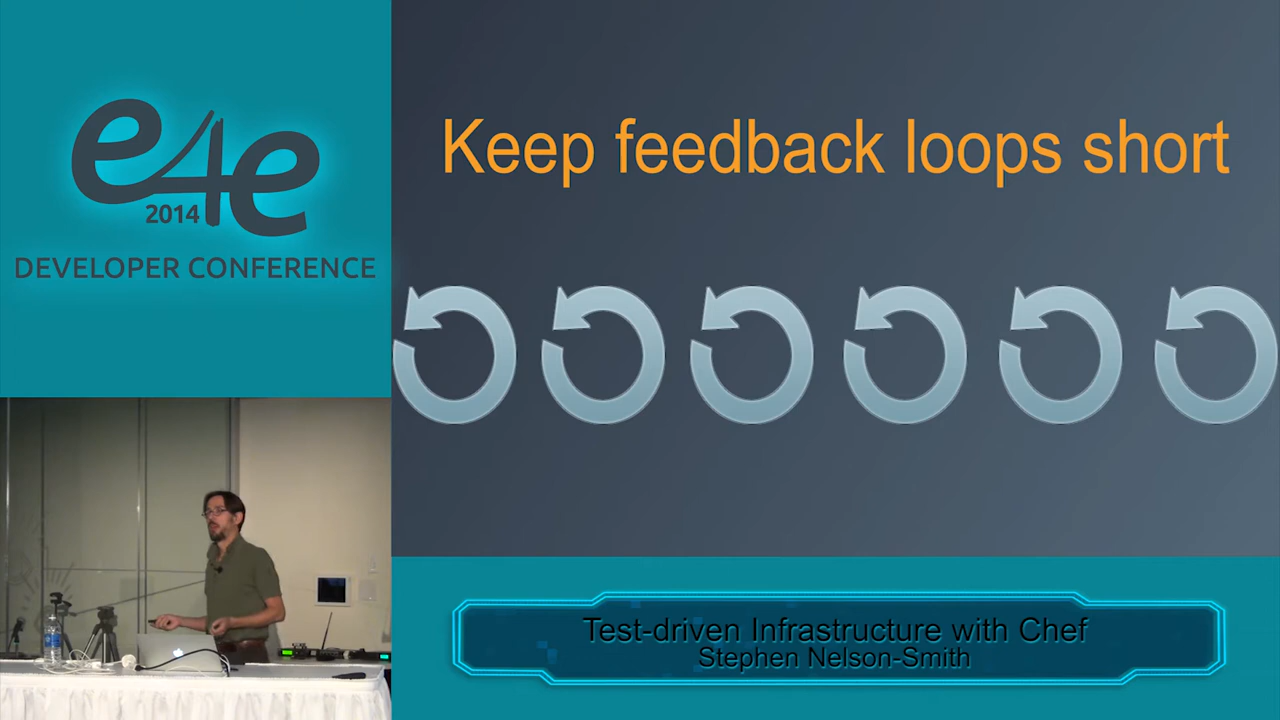 e4e
2014
DEVELOPER CONFERENCE
Keep feedback loops short
Test-driven Infrastructure with Chef
Stephen Nelson-Smith